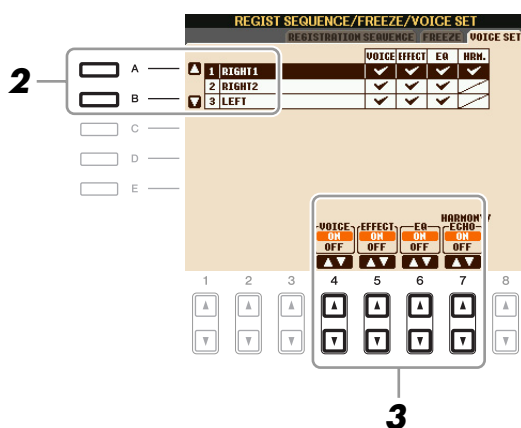 REGIST SEQUENCE/FREEZE/VOICE SET
REGISTRATION SEQUENCE FREEZE VOICE SET
VOICE EFFECT EQ HRM.
1 RIGHT1
2 RIGHT2
3 LEFT
2
A
B
C
D
E
VOICE EFFECT EQ HARMONY/ECHO
ON ON ON ON
OFF OFF OFF OFF
1 2 3 4 5 6 7 8
3